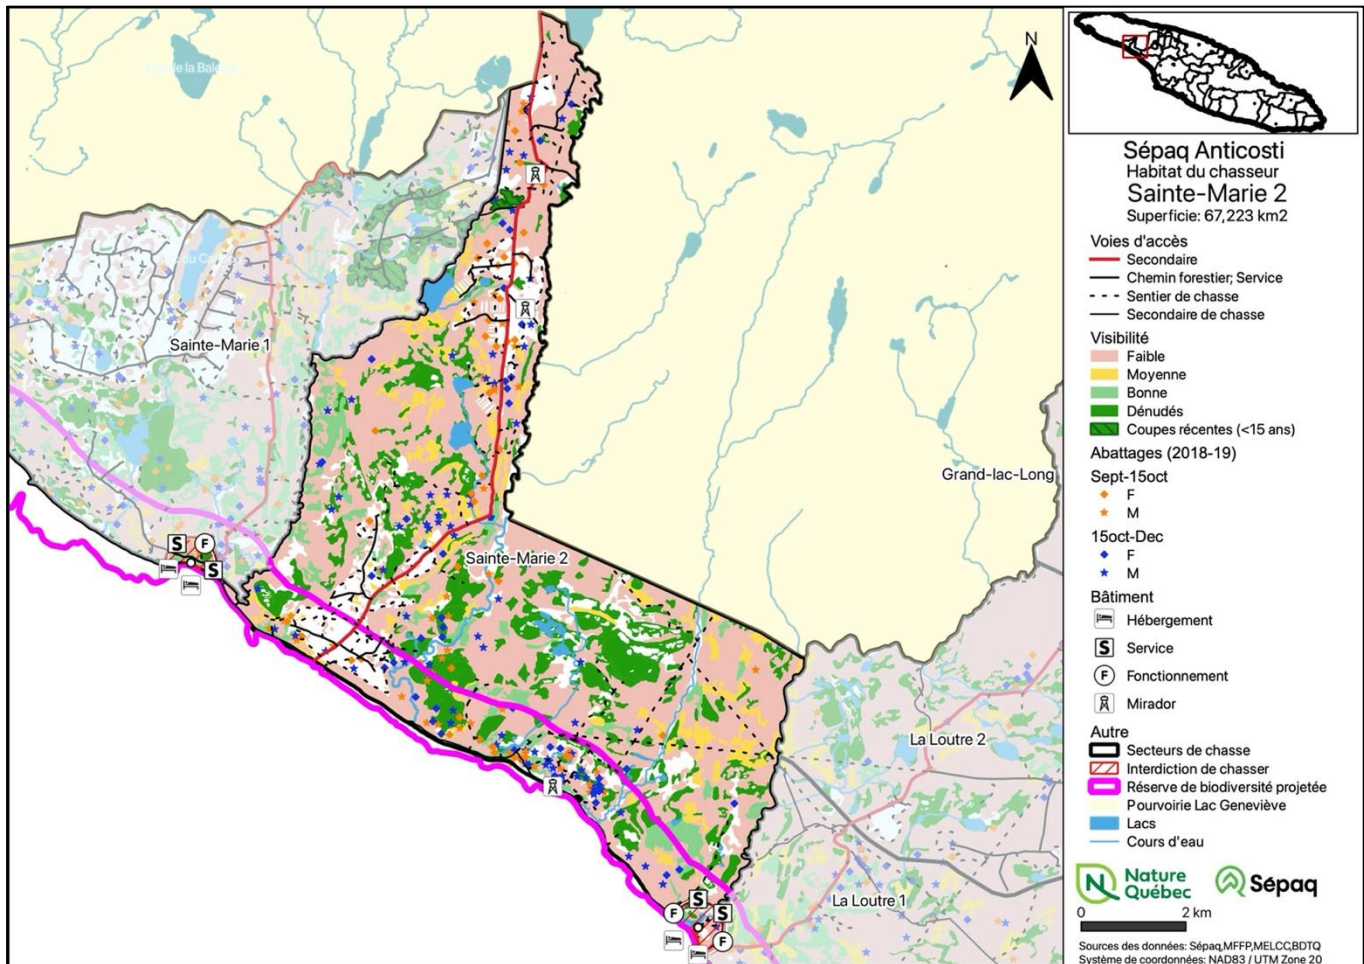 de la Bale
N
Sainte-Marie 1
Grand-lac-Long
Sainte-Marie 2
S
F
S
La Loutre 2
La Loutre 1
S
F
S
F
Sépaq Anticosti
Habitat du chasseur
Sainte-Marie 2
Superficie: 67,223 km2
Voies d'accès
Secondaire
Chemin forestier; Service
Sentier de chasse
Secondaire de chasse
Visibilité
Faible
Moyenne
Bonne
Dénudés
Coupes récentes (<15 ans)
Abattages (2018-19)
Sept-15oct
F
M
15oct-Dec
F
M
Bâtiment
Hébergement
S Service
F Fonctionnement
Mirador
Autre
Secteurs de chasse
Interdiction de chasser
Réserve de biodiversité projetée
Pourvoirie Lac Geneviève
Lacs
Cours d'eau
N Nature
Québec
Sépaq
0 2 km
Sources des données: Sépaq,MFFP,MELCC,BDTQ
Système de coordonnées: NAD83 / UTM Zone 20